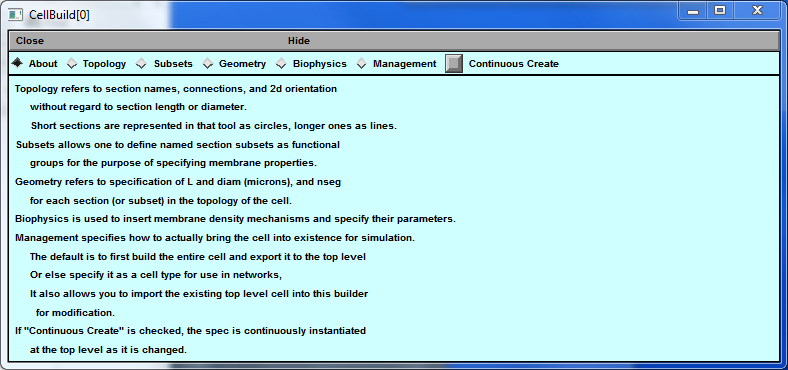 CellBuild[0]
Close Hide
About Topology Subsets Geometry Biophysics Management Continuous Create
Topology refers to section names, connections, and 2d orientation
without regard to section length or diameter.
Short sections are represented in that tool as circles, longer ones as lines.
Subsets allows one to define named section subsets as functional
groups for the purpose of specifying membrane properties.
Geometry refers to specification of L and diam (microns), and nseg
for each section (or subset) in the topology of the cell.
Biophysics is used to insert membrane density mechanisms and specify their parameters.
Management specifies how to actually bring the cell into existence for simulation.
The default is to first build the entire cell and export it to the top level
Or else specify it as a cell type for use in networks,
It also allows you to import the existing top level cell into this builder
for modification.
If "Continuous Create" is checked, the spec is continuously instantiated
at the top level as it is changed.